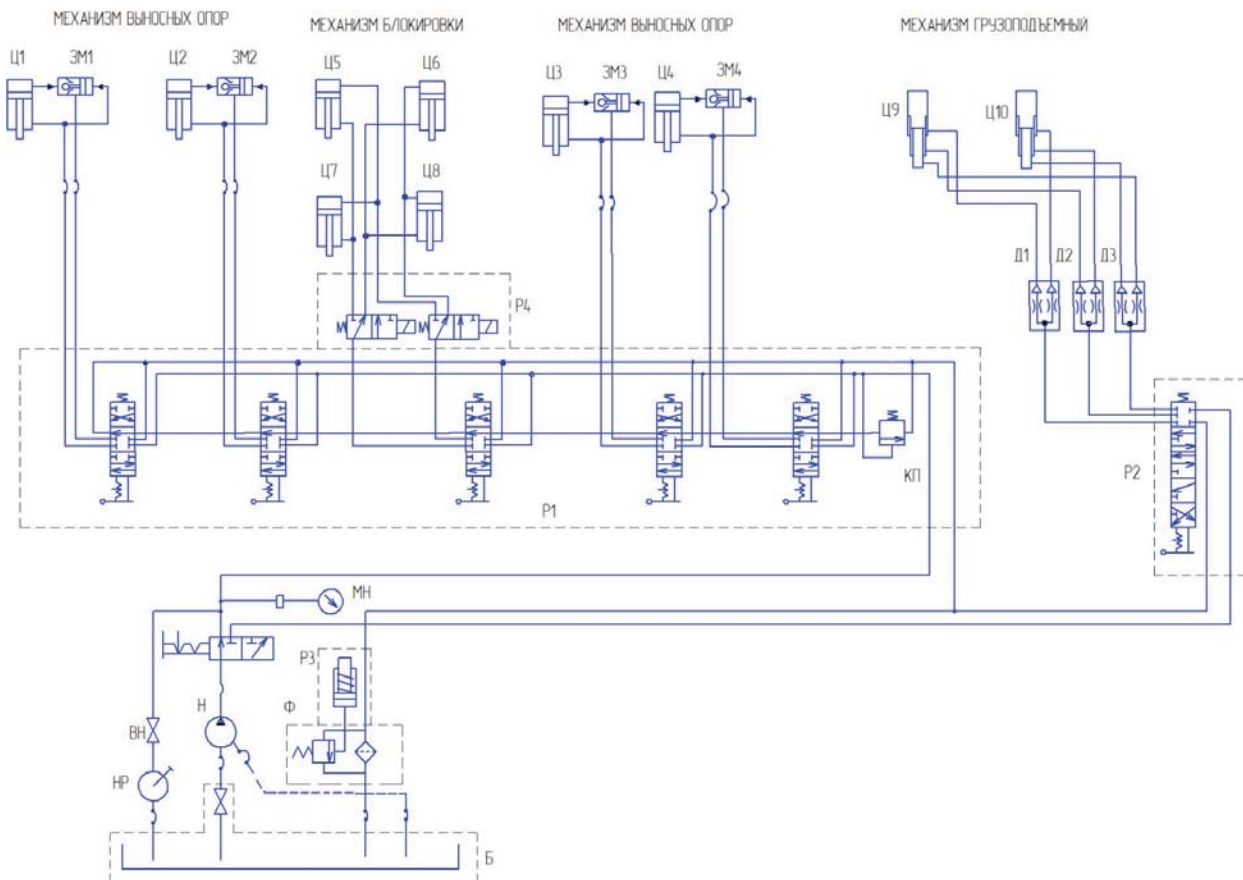 МЕХАНИЗМ ВЫНОСНЫХ ОПОР
МЕХАНИЗМ БЛОКИРОВКИ
МЕХАНИЗМ ВЫНОСНЫХ ОПОР
МЕХАНИЗМ ГРУЗОПОДЪЕМНЫЙ
Ц1
ЗМ1
Ц2
ЗМ2
Ц5
Ц6
Ц3
ЗМ3
Ц4
ЗМ4
Ц9
Ц10
Ц7
Ц8
Д1
Д2
Д3
Р4
КП
Р2
Р1
МН
Р3
Н
Ф
ВН
НР
Б